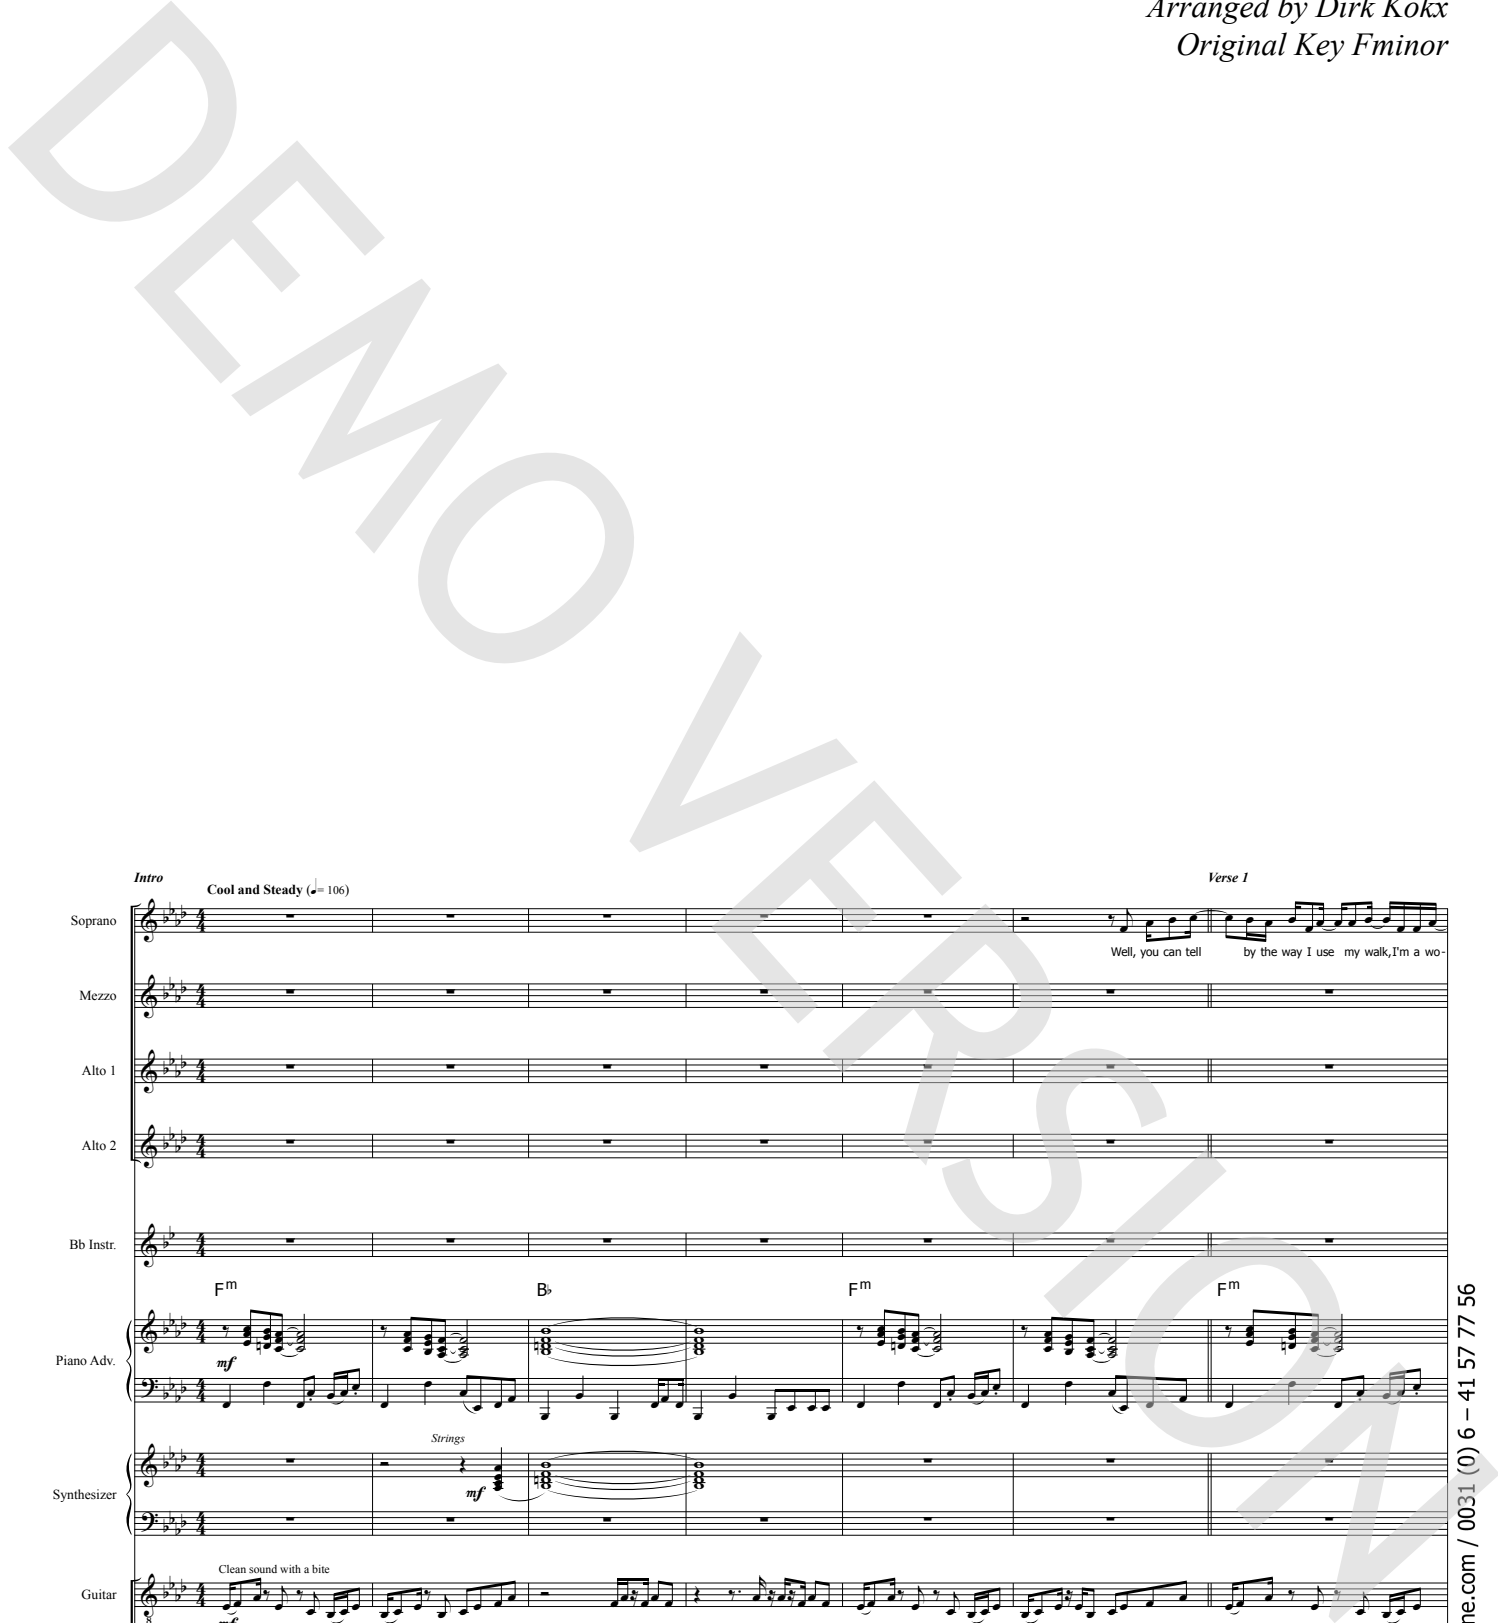 Arranged by Dirk Kokx
Original Key Fminor
DEMO VERSION
Intro
Cool and Steady (♩= 106)
Verse 1
Soprano
Well, you can tell by the way I use my walk, I'm a wo-
Mezzo
Alto 1
Alto 2
Bb Instr.
Fm B♭ Fm Fm
Piano Adv.
mf
Strings
Synthesizer
mf
Clean sound with a bite
Guitar
mf
8
ne.com / 0031 (0) 6 – 41 57 77 56